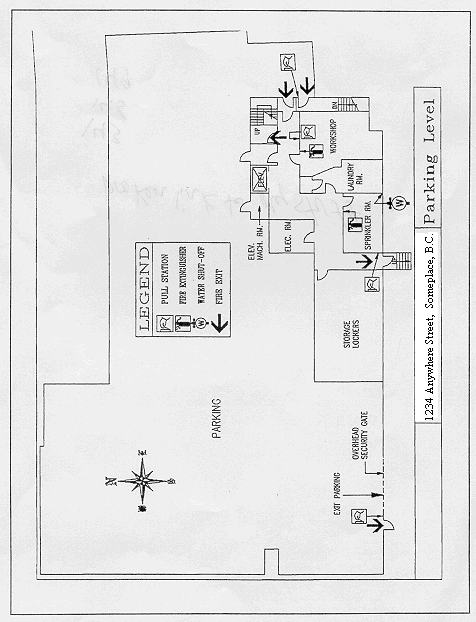 Parking Level
1234 Anywhere Street, Someplace, B.C.
LEGEND
PULL STATION
FIRE EXTINGUISHER
WATER SHUT-OFF
W
FIRE EXIT
UP
DN
WORKSHOP
LAUNDRY
RM.
ELEV.
ELEV.
MACH. RM.
ELEC. RM.
SPRINKLER RM.
W
STORAGE
LOCKERS
PARKING
OVERHEAD
SECURITY GATE
EXIT PARKING